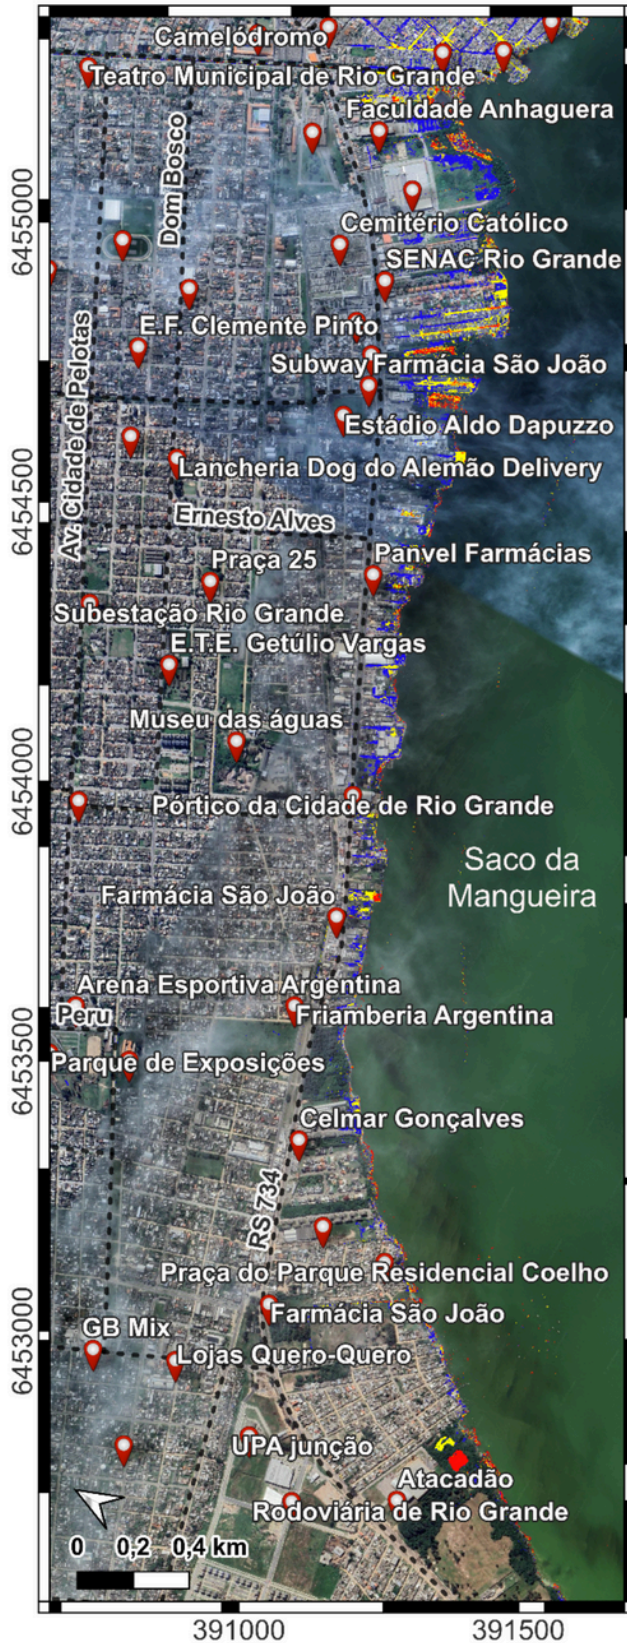 Camelódromo
Teatro Municipal de Rio Grande
Faculdade Anhaguera
Dom Bosco
6455000
Cemitério Católico
SENAC Rio Grande
E.F. Clemente Pinto
Av. Cidade de Pelotas
Subway
Farmácia São João
Estádio Aldo Dapuzzo
Lancheria Dog do Alemão Delivery
6454500
Ernesto Alves
Panvel Farmácias
Praça 25
Subestação Rio Grande
E.T.E. Getúlio Vargas
Museu das águas
6454000
Pórtico da Cidade de Rio Grande
Saco da
Mangueira
Farmácia São João
Arena Esportiva Argentina
Peru
Friamberia Argentina
6453500
Parque de Exposições
Celmar Gonçalves
RS 734
Praça do Parque Residencial Coelho
6453000
Farmácia São João
GB Mix
Lojas Quero-Quero
UPA junção
Atacadão
Rodoviária de Rio Grande
0 0,2 0,4 km
391000 391500